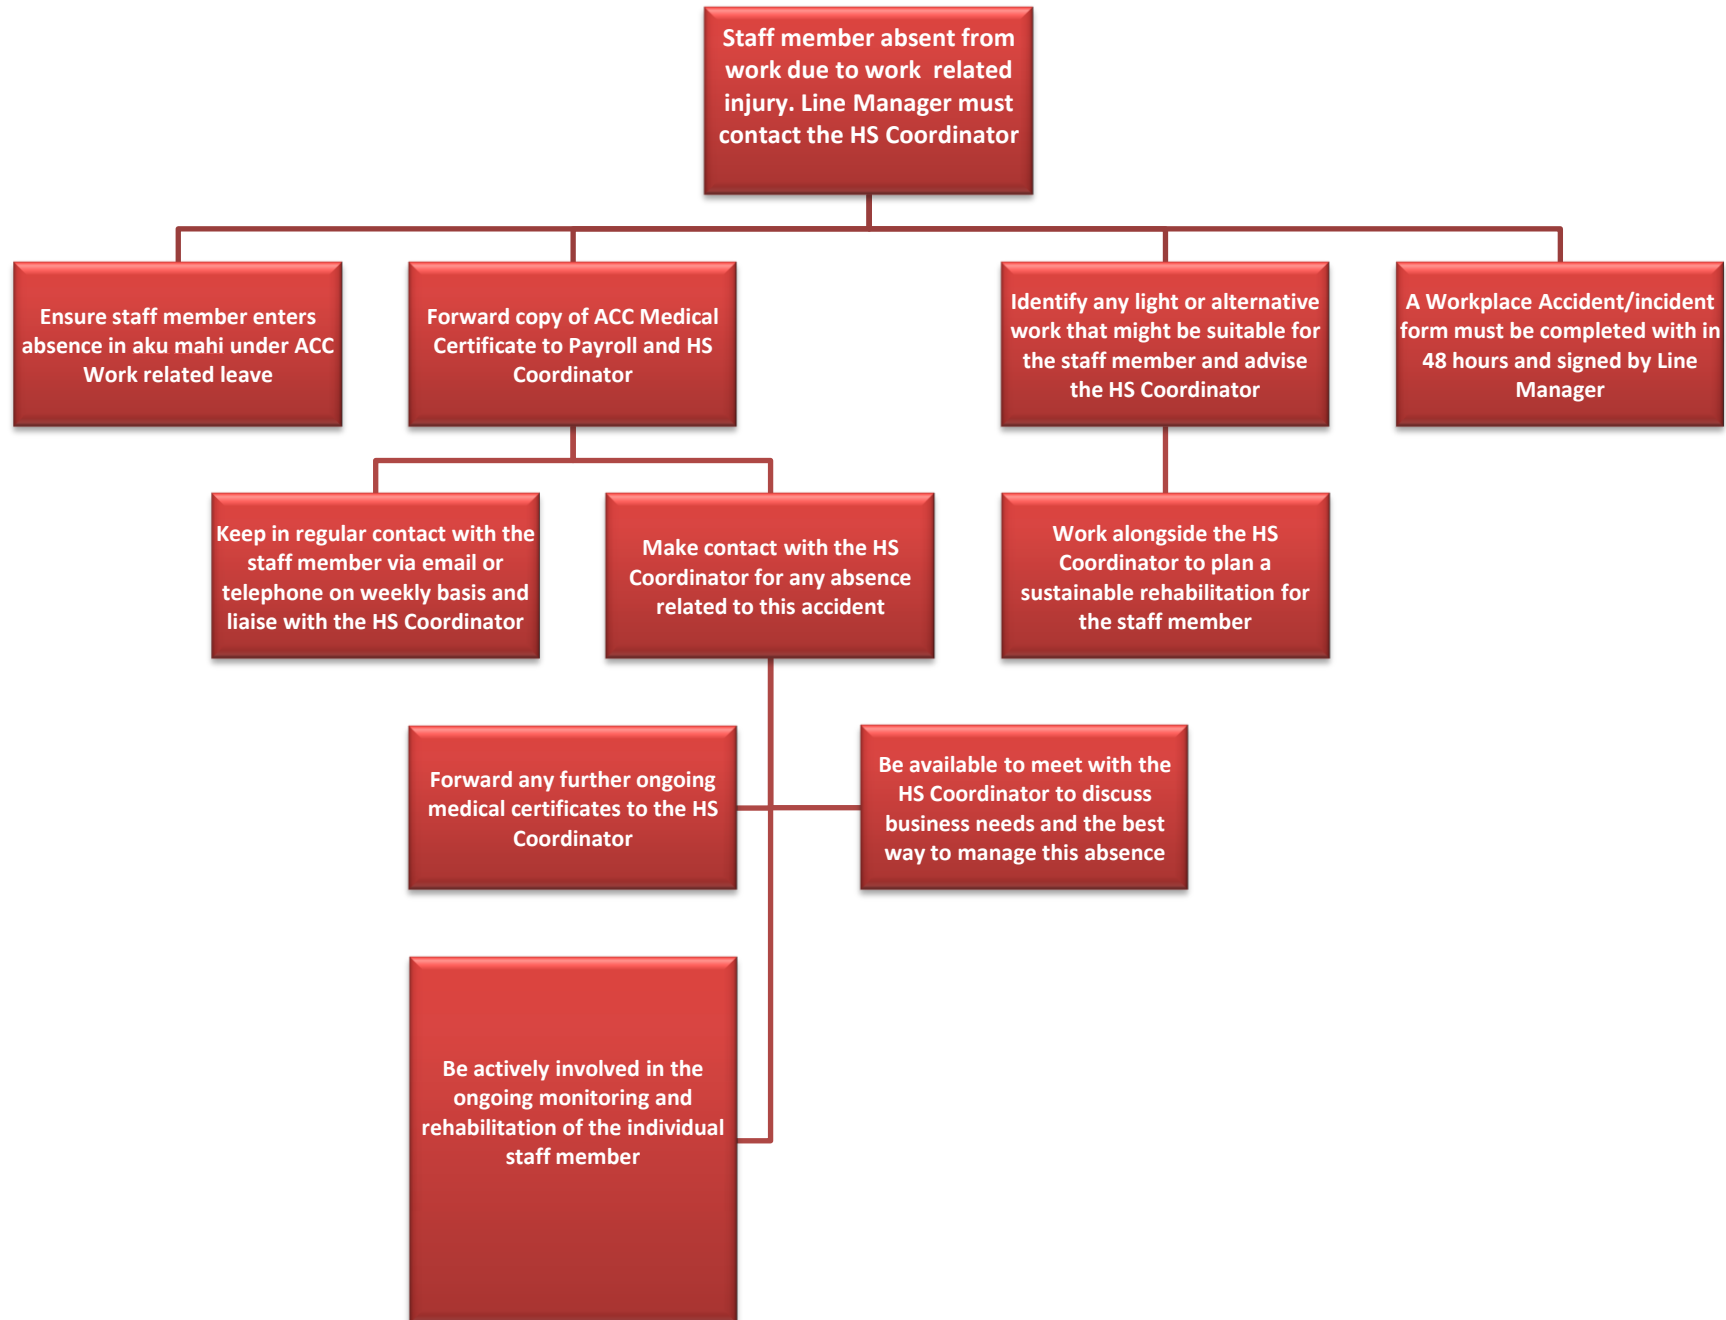 Staff member absent from
work due to work related
injury. Line Manager must
contact the HS Coordinator
Ensure staff member enters
absence in aku mahi under ACC
Work related leave
Forward copy of ACC Medical
Certificate to Payroll and HS
Coordinator
Identify any light or alternative
work that might be suitable for
the staff member and advise
the HS Coordinator
A Workplace Accident/incident
form must be completed with in
48 hours and signed by Line
Manager
Keep in regular contact with the
staff member via email or
telephone on weekly basis and
liaise with the HS Coordinator
Make contact with the HS
Coordinator for any absence
related to this accident
Work alongside the HS
Coordinator to plan a
sustainable rehabilitation for
the staff member
Forward any further ongoing
medical certificates to the HS
Coordinator
Be available to meet with the
HS Coordinator to discuss
business needs and the best
way to manage this absence
Be actively involved in the
ongoing monitoring and
rehabilitation of the individual
staff member